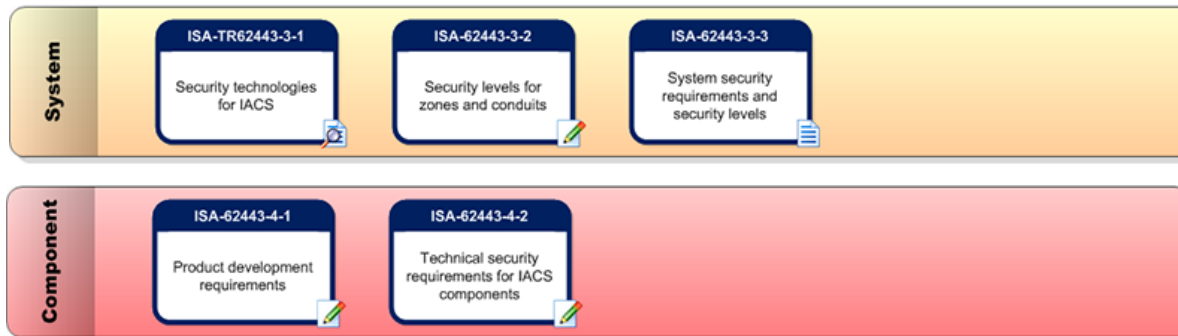 System
ISA-TR62443-3-1
Security technologies
for IACS
ISA-62443-3-2
Security levels for
zones and conduits
ISA-62443-3-3
System security
requirements and
security levels
Component
ISA-62443-4-1
Product development
requirements
ISA-62443-4-2
Technical security
requirements for IACS
components